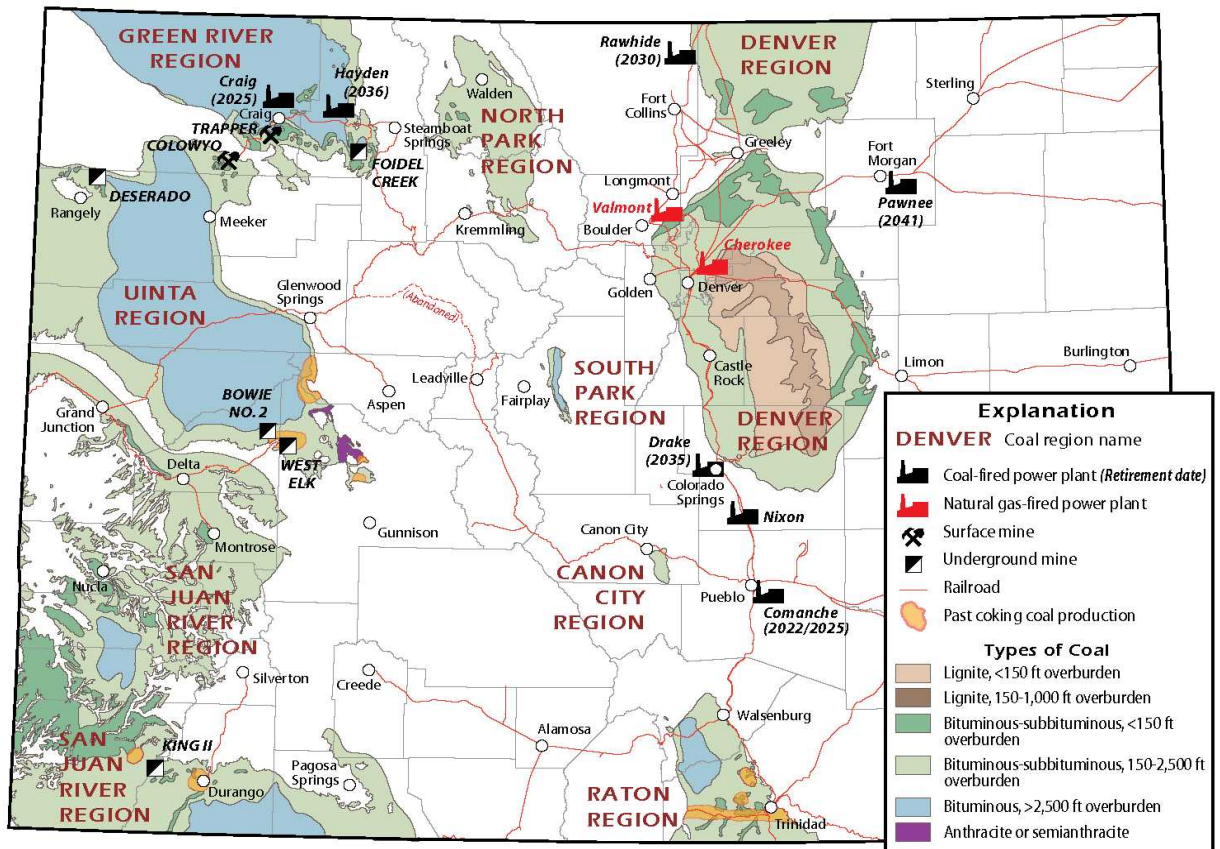 GREEN RIVER
REGION
Craig
(2025)
Hayden
(2036)
Craig
TRAPPER
COLOWYO
Steamboat
Springs
FOIDEL
CREEK
DESERADO
Rangely
Meeker
Walden
NORTH
PARK
REGION
Kremmling
Rawhide
(2030)
DENVER
REGION
Fort
Collins
Greeley
Sterling
Fort
Morgan
Pawnee
(2041)
Longmont
Valmont
Boulder
Cherokee
Golden
Denver
UINTA
REGION
Glenwood
Springs
(Abandoned)
Leadville
Aspen
Fairplay
SOUTH
PARK
REGION
Castle
Rock
DENVER
REGION
Limon
Burlington
Grand
Junction
BOWIE
NO. 2
WEST
ELK
Delta
Gunnison
Montrose
Nucla
SAN
JUAN
RIVER
REGION
Drake
(2035)
Colorado
Springs
Nixon
Canon City
CANON
CITY
REGION
Pueblo
Comanche
(2022/2025)
Silverton
Creede
Alamosa
Walsenburg
SAN
JUAN
RIVER
REGION
KING II
Durango
Pagosa
Springs
RATON
REGION
Trinidad
Explanation
DENVER Coal region name
Coal-fired power plant (Retirement date)
Natural gas-fired power plant
Surface mine
Underground mine
Railroad
Past coking coal production
Types of Coal
Lignite, <150 ft overburden
Lignite, 150-1,000 ft overburden
Bituminous-subbituminous, <150 ft
overburden
Bituminous-subbituminous, 150-2,500 ft
overburden
Bituminous, >2,500 ft overburden
Anthracite or semianthracite